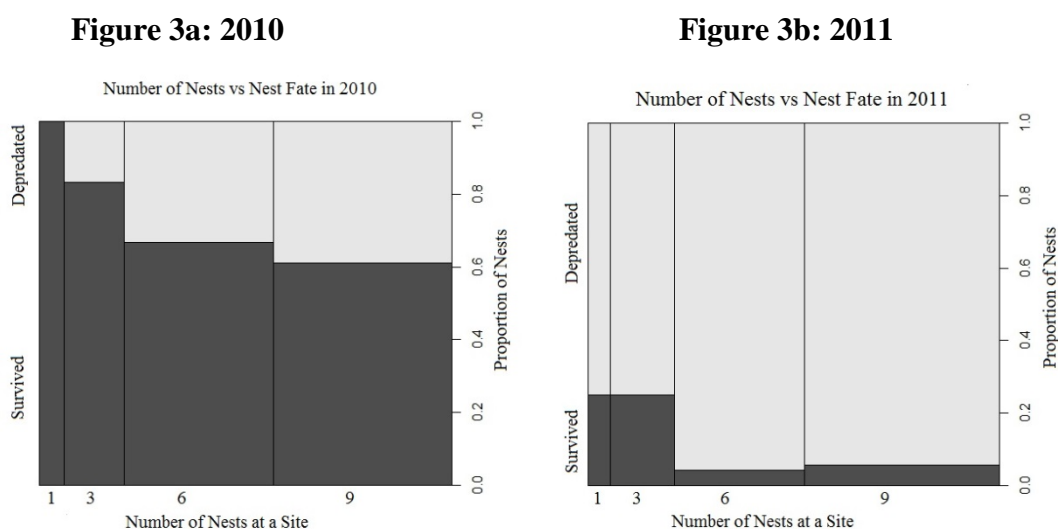 Figure 3a: 2010
Number of Nests vs Nest Fate in 2010
Depredated
Survived
1.0
0.8
0.6
0.4
0.2
0.0
Proportion of Nests
1 3 6 9
Number of Nests at a Site
Figure 3b: 2011
Number of Nests vs Nest Fate in 2011
Depredated
Survived
1.0
0.8
0.6
0.4
0.2
0.0
Proportion of Nests
1 3 6 9
Number of Nests at a Site